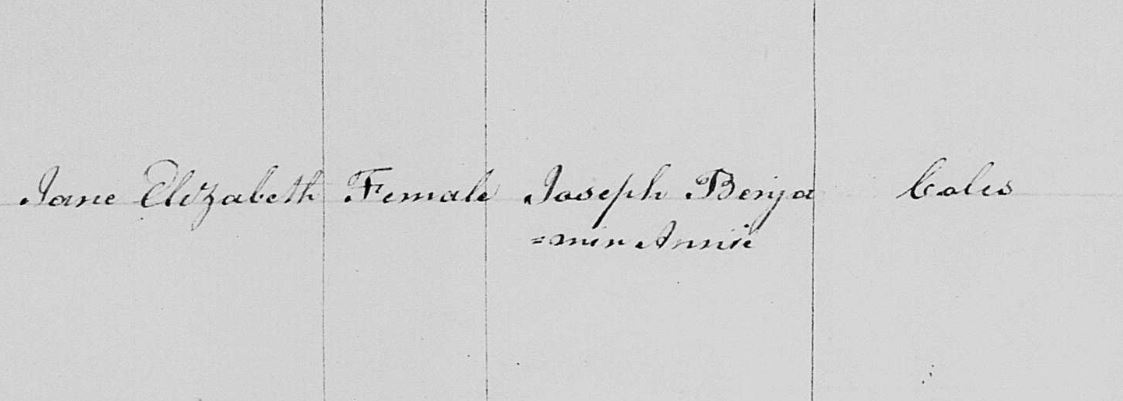 Jane Elizabeth Female Joseph Benja Coles
=min Annie